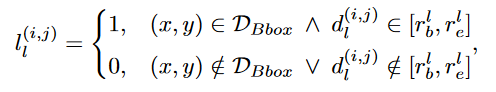 l_l^{(i,j)} = \begin{cases} 1, & (x, y) \in \mathcal{D}_{Bbox} \wedge d_l^{(i,j)} \in [r_b^l, r_e^l] \\ 0, & (x, y) \notin \mathcal{D}_{Bbox} \vee d_l^{(i,j)} \notin [r_b^l, r_e^l] \end{cases},